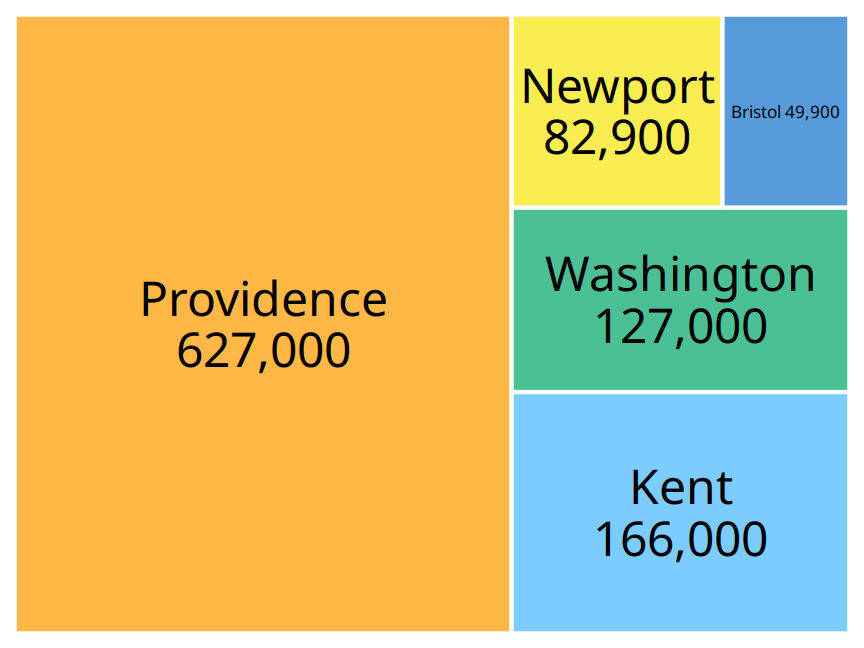 Providence
627,000
Newport
82,900
Bristol 49,900
Washington
127,000
Kent
166,000